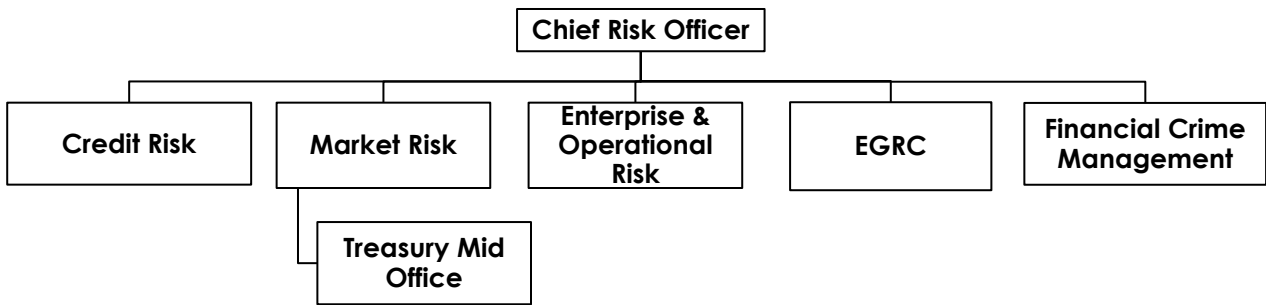 Chief Risk Officer
Credit Risk
Market Risk
Enterprise &
Operational
Risk
EGRC
Financial Crime
Management
Treasury Mid
Office